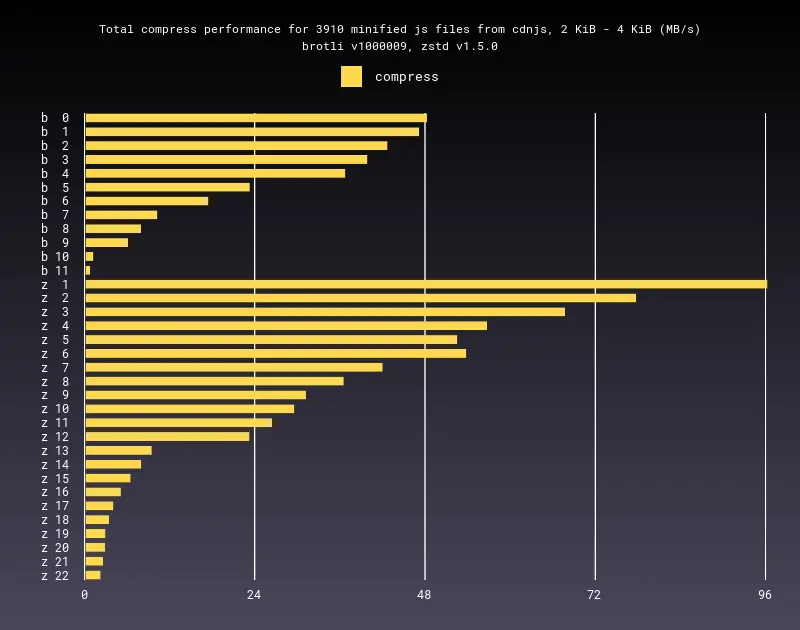 Total compress performance for 3910 minified js files from cdnjs, 2 KiB - 4 KiB (MB/s)
brotli v1000009, zstd v1.5.0
compress
b 0
b 1
b 2
b 3
b 4
b 5
b 6
b 7
b 8
b 9
b 10
b 11
z 1
z 2
z 3
z 4
z 5
z 6
z 7
z 8
z 9
z 10
z 11
z 12
z 13
z 14
z 15
z 16
z 17
z 18
z 19
z 20
z 21
z 22
0 24 48 72 96